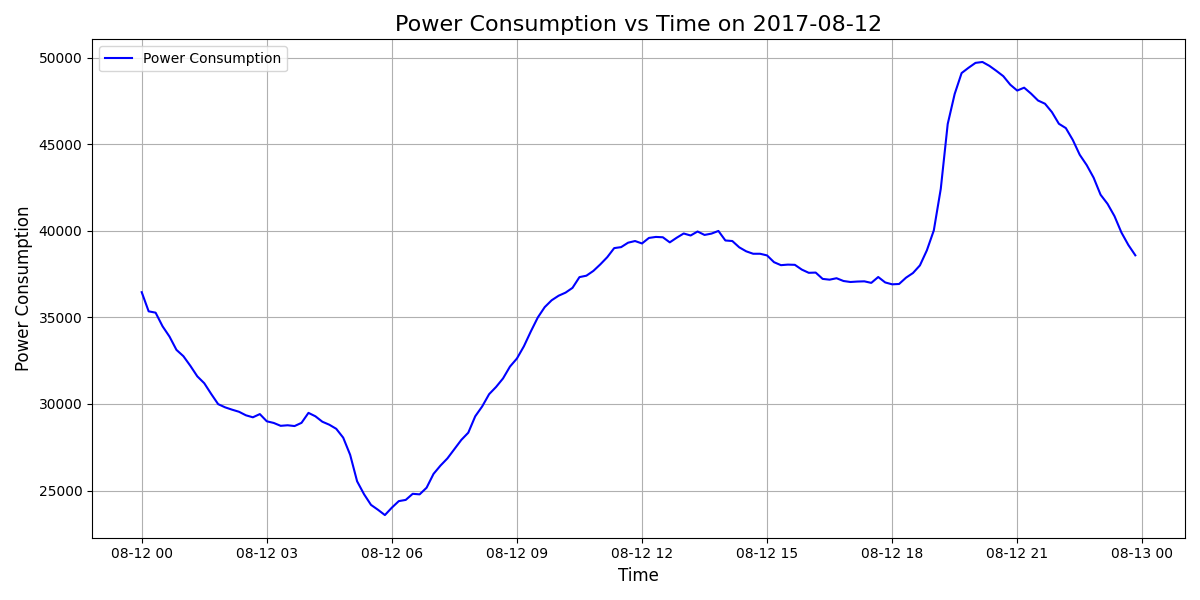 Power Consumption vs Time on 2017-08-12
Power Consumption
50000
45000
40000
35000
30000
25000
Power Consumption
08-12 00 08-12 03 08-12 06 08-12 09 08-12 12 08-12 15 08-12 18 08-12 21 08-13 00
Time